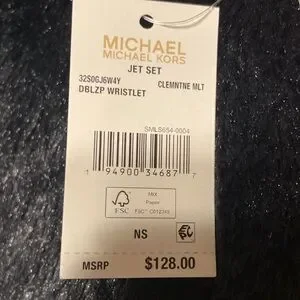 MICHAEL
MICHAEL KORS
JET SET
32S0GJ6W4Y CLEMNTNE MLT
DBLZP WRISTLET
SMLS654-0004
1 94900 34687 7
FSC
MIX
Paper
NS
MSRP $128.00